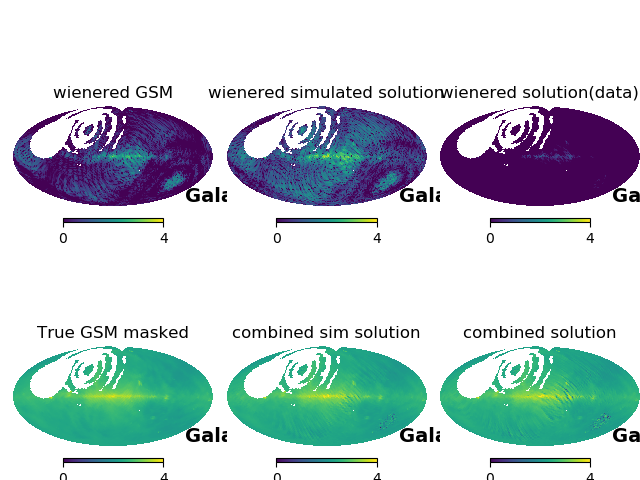 wienered GSM
wienered simulated solution
wienered solution(data)
Gala
Gala
Ga
0 4
0 4
0 4
True GSM masked
combined sim solution
combined solution
Gala
Gala
Ga
0 4
0 4
0 4